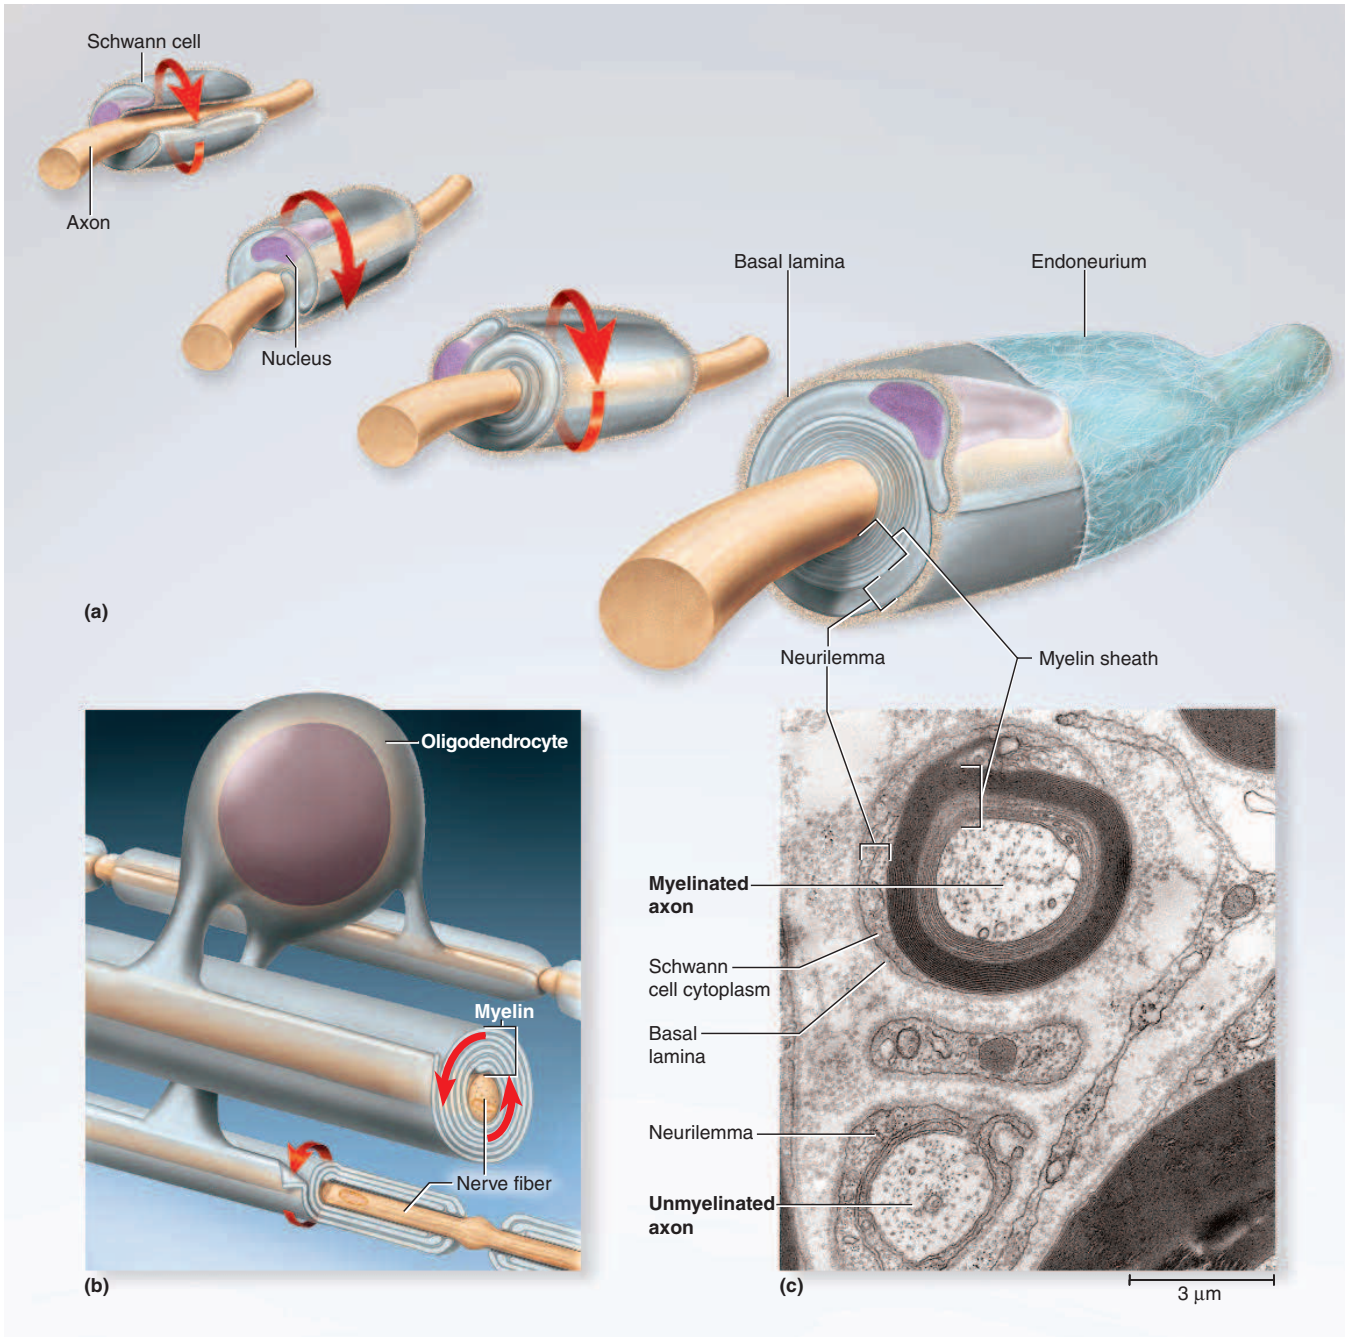 Schwann cell
Axon
Nucleus
Basal lamina
Endoneurium
(a)
Neurilemma
Myelin sheath
Oligodendrocyte
Myelin
Nerve fiber
(b)
Myelinated
axon
Schwann
cell cytoplasm
Basal
lamina
Neurilemma
Unmyelinated
axon
(c)
3 μm